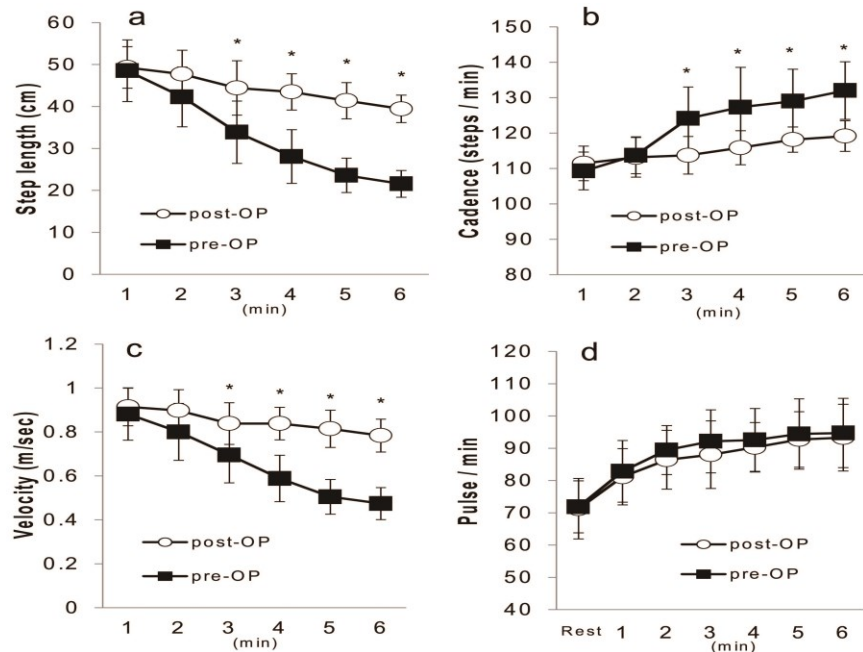 a
Step length (cm)
60
50
40
30
20
10
0
* * * *
post-OP
pre-OP
1 2 3 4 5 6
(min)
b
Cadence (steps / min)
150
140
130
120
110
100
90
80
* * * *
post-OP
pre-OP
1 2 3 4 5 6
(min)
c
Velocity (m/sec)
1.2
1
0.8
0.6
0.4
0.2
0
* * * *
post-OP
pre-OP
1 2 3 4 5 6
(min)
d
Pulse / min
120
110
100
90
80
70
60
50
40
post-OP
pre-OP
Rest 1 2 3 4 5 6
(min)